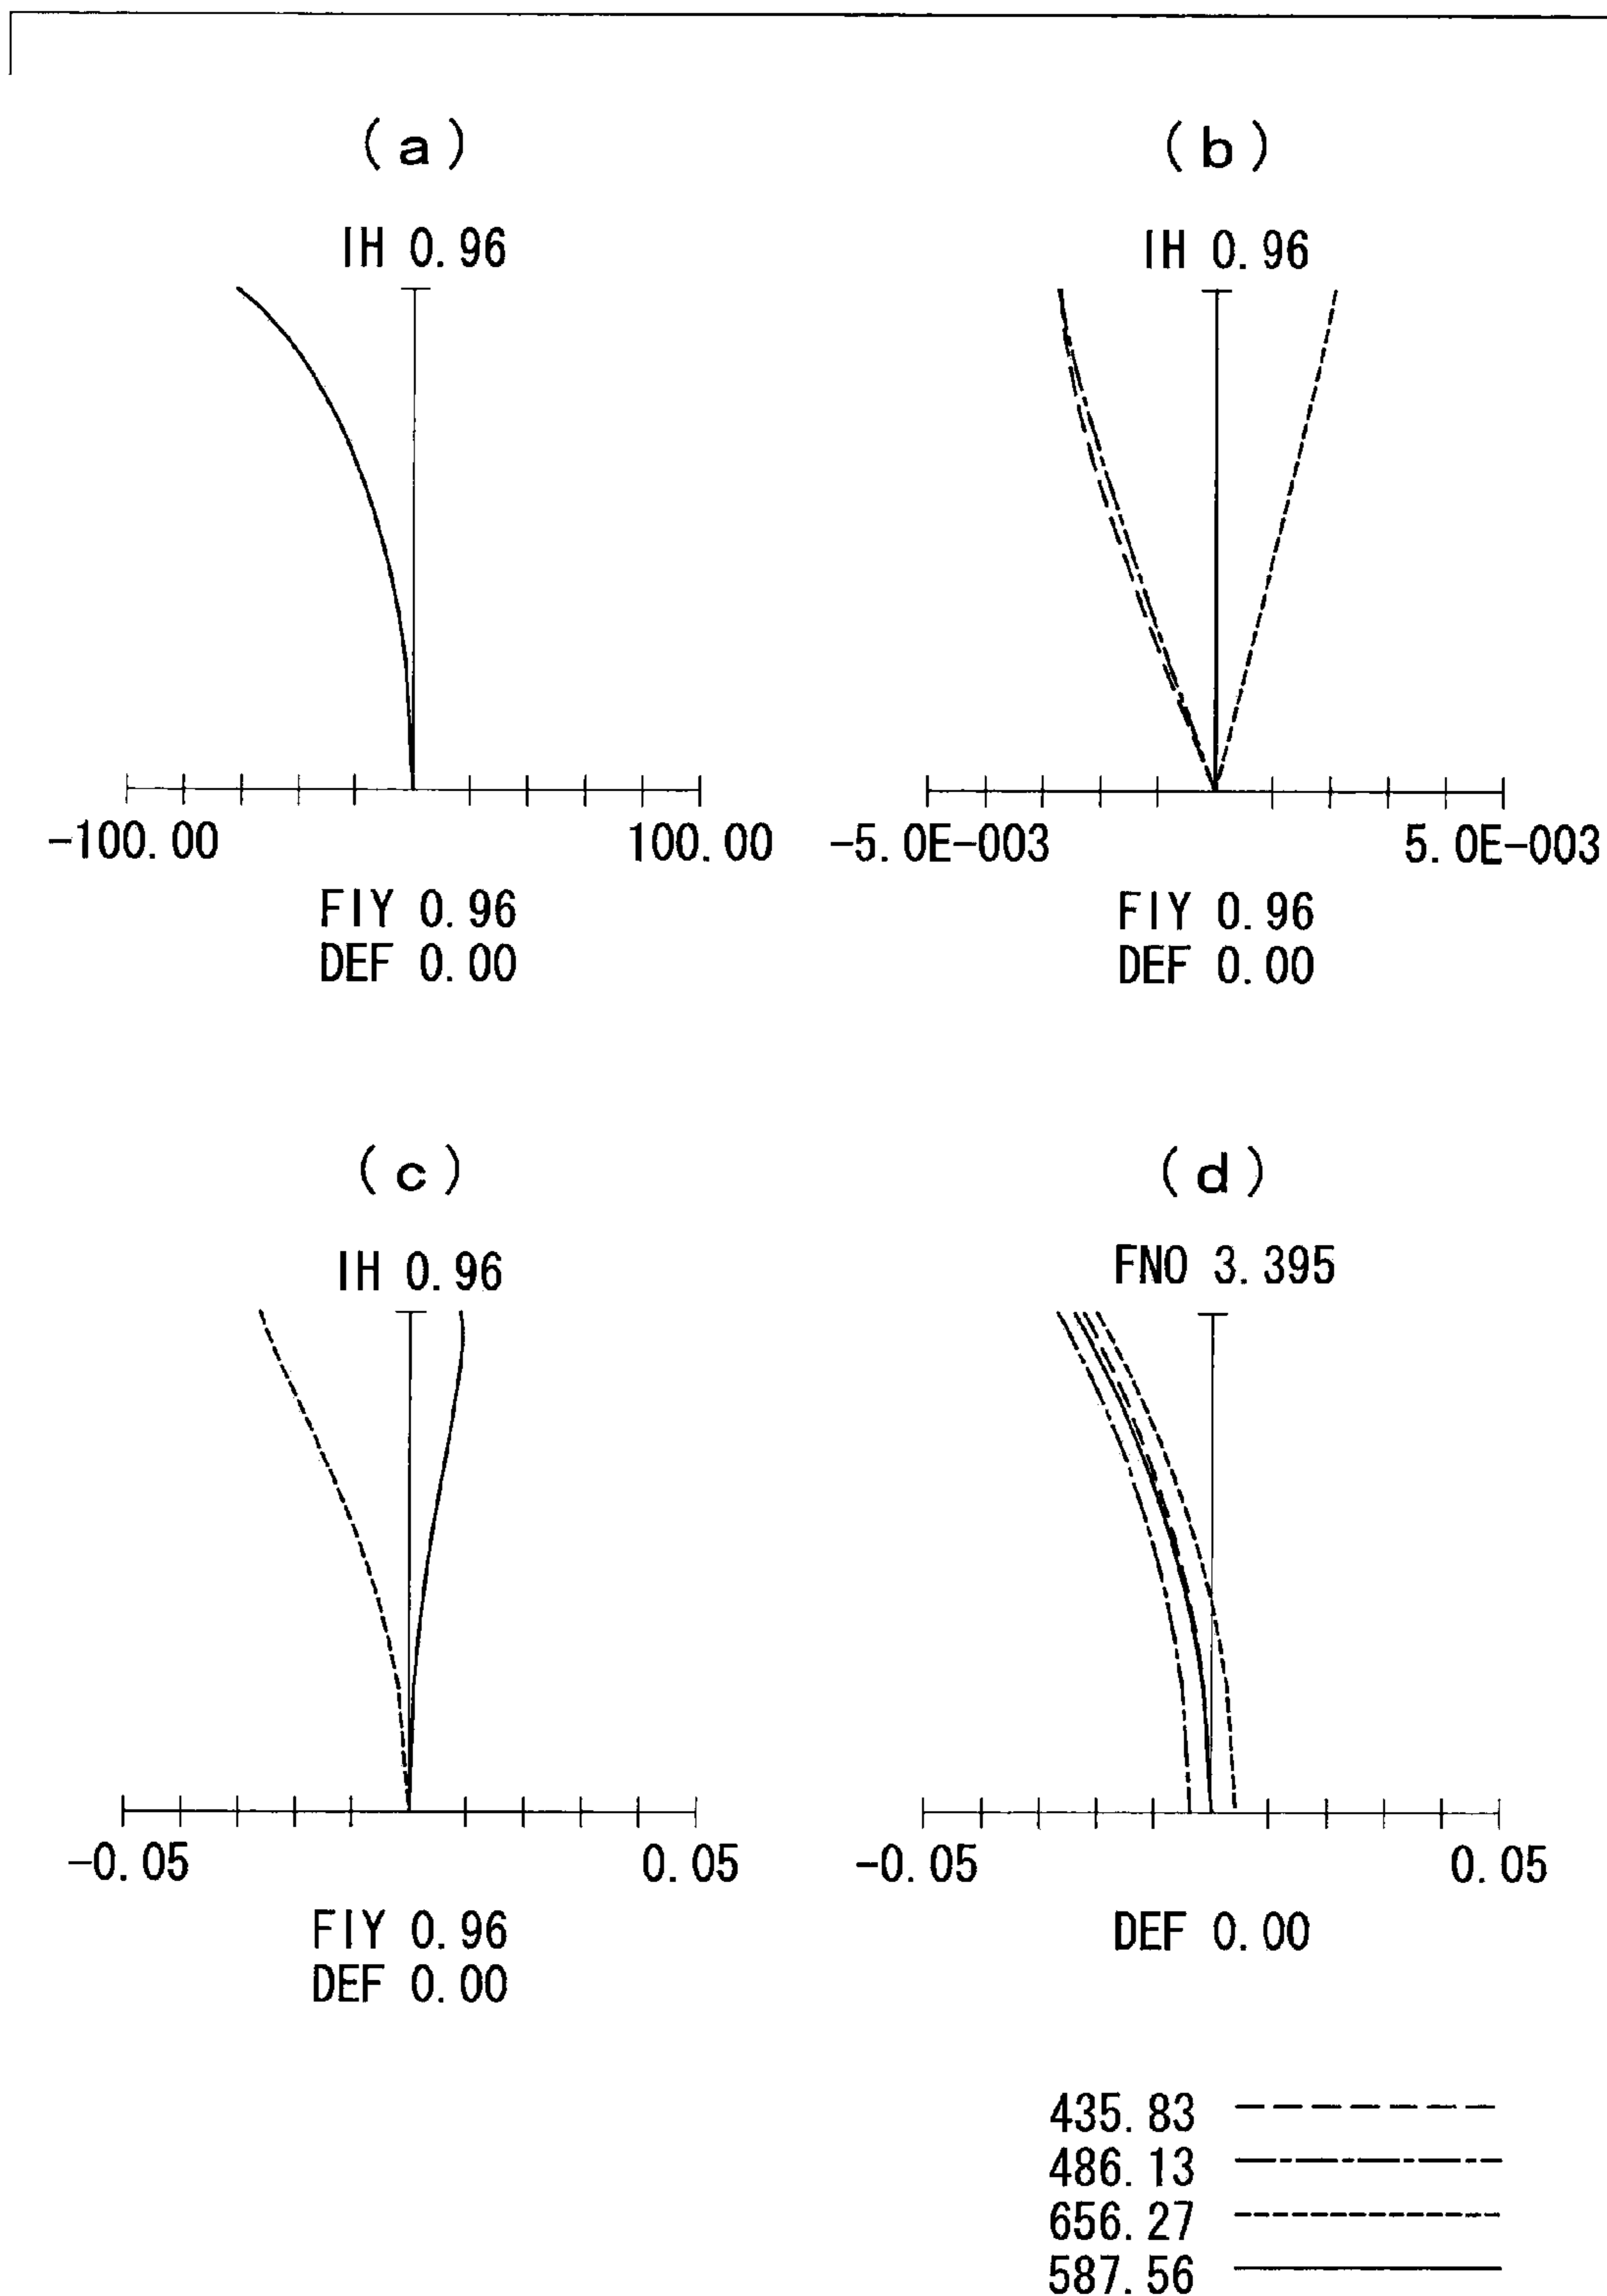 (a)
IH 0.96
-100.00 100.00
FIY 0.96
DEF 0.00
(b)
IH 0.96
-5.0E-003 5.0E-003
FIY 0.96
DEF 0.00
(c)
IH 0.96
-0.05 0.05
FIY 0.96
DEF 0.00
(d)
FNO 3.395
-0.05 0.05
DEF 0.00
435.83
486.13
656.27
587.56